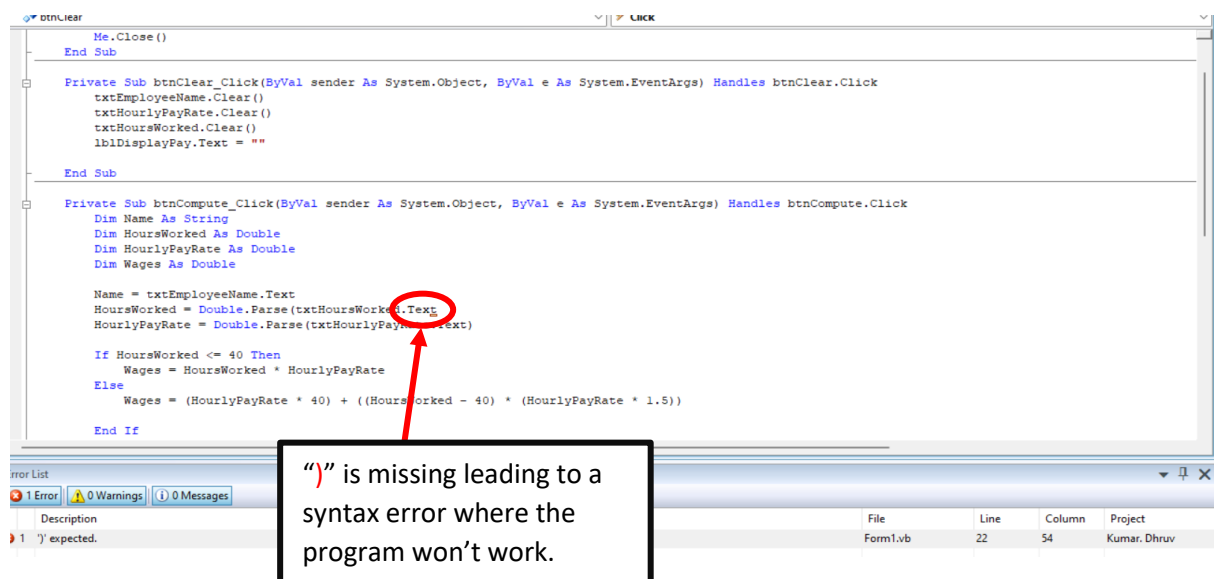 btnClear Click
Me.Close()
End Sub
Private Sub btnClear_Click(ByVal sender As System.Object, ByVal e As System.EventArgs) Handles btnClear.Click
txtEmployeeName.Clear()
txtHourlyPayRate.Clear()
txtHoursWorked.Clear()
lblDisplayPay.Text = ""
End Sub
Private Sub btnCompute_Click(ByVal sender As System.Object, ByVal e As System.EventArgs) Handles btnCompute.Click
Dim Name As String
Dim HoursWorked As Double
Dim HourlyPayRate As Double
Dim Wages As Double
Name = txtEmployeeName.Text
HoursWorked = Double.Parse(txtHoursWorked.Text
HourlyPayRate = Double.Parse(txtHourlyPayRate.Text)
If HoursWorked <= 40 Then
Wages = HoursWorked * HourlyPayRate
Else
Wages = (HourlyPayRate * 40) + ((HoursWorked - 40) * (HourlyPayRate * 1.5))
End If
“)” is missing leading to a
syntax error where the
program won’t work.
rror List
1 Error 0 Warnings 0 Messages
Description File Line Column Project
1 ')' expected. Form1.vb 22 54 Kumar. Dhruv